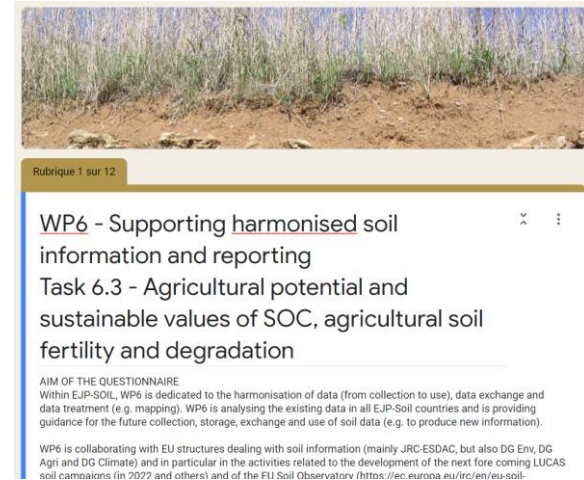 Rubrique 1 sur 12
WP6 - Supporting harmonised soil
information and reporting
Task 6.3 - Agricultural potential and
sustainable values of SOC, agricultural soil
fertility and degradation
AIM OF THE QUESTIONNAIRE
Within EJP-SOIL, WP6 is dedicated to the harmonisation of data (from collection to use), data exchange and
data treatment (e.g. mapping). WP6 is analysing the existing data in all EJP-Soil countries and is providing
guidance for the future collection, storage, exchange and use of soil data (e.g. to produce new information).
WP6 is collaborating with EU structures dealing with soil information (mainly JRC-ESDAC, but also DG Env, DG
Agri and DG Climate) and in particular in the activities related to the development of the next fore coming LUCAS
soil campaigns (in 2022 and others) and of the EU Soil Observatory (https://ec.europa.eu/jrc/en/eu-soil-